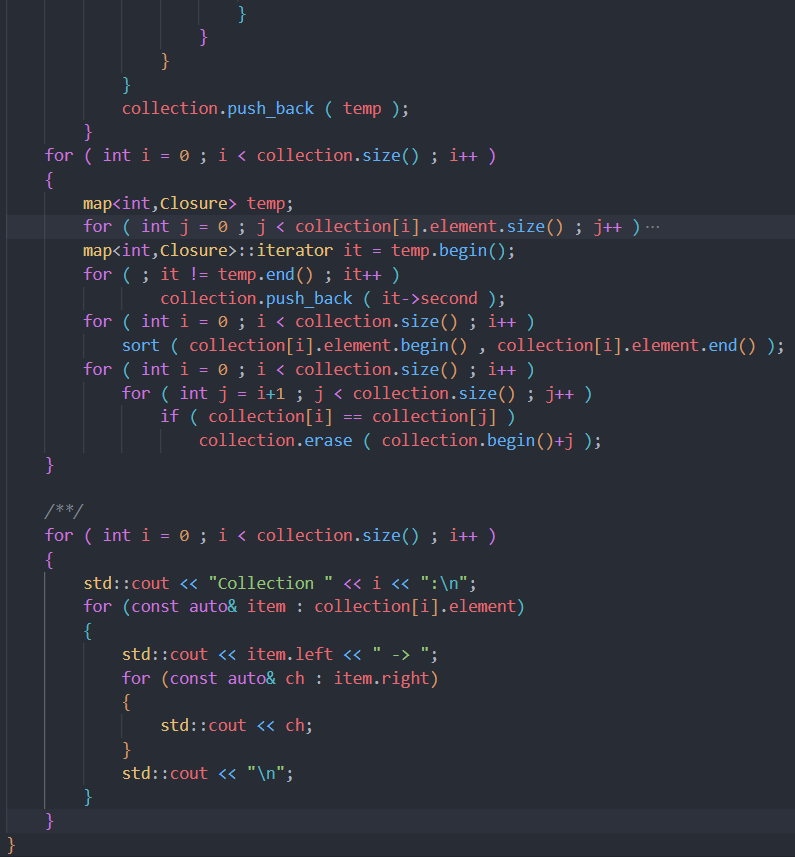 }
                    }
                }
            }
            collection.push_back ( temp );
        }
    for ( int i = 0 ; i < collection.size() ; i++ )
    {
        map<int,Closure> temp;
        for ( int j = 0 ; j < collection[i].element.size() ; j++ ) ···
        map<int,Closure>::iterator it = temp.begin();
        for ( ; it != temp.end() ; it++ )
                collection.push_back ( it->second );
        for ( int i = 0 ; i < collection.size() ; i++ )
            sort ( collection[i].element.begin() , collection[i].element.end() );
        for ( int i = 0 ; i < collection.size() ; i++ )
            for ( int j = i+1 ; j < collection.size() ; j++ )
                if ( collection[i] == collection[j] )
                    collection.erase ( collection.begin()+j );
    }
    /**/
    for ( int i = 0 ; i < collection.size() ; i++ )
    {
        std::cout << "Collection " << i << ":\n";
        for (const auto& item : collection[i].element)
        {
            std::cout << item.left << " -> ";
            for (const auto& ch : item.right)
            {
                std::cout << ch;
            }
            std::cout << "\n";
        }
    }
}